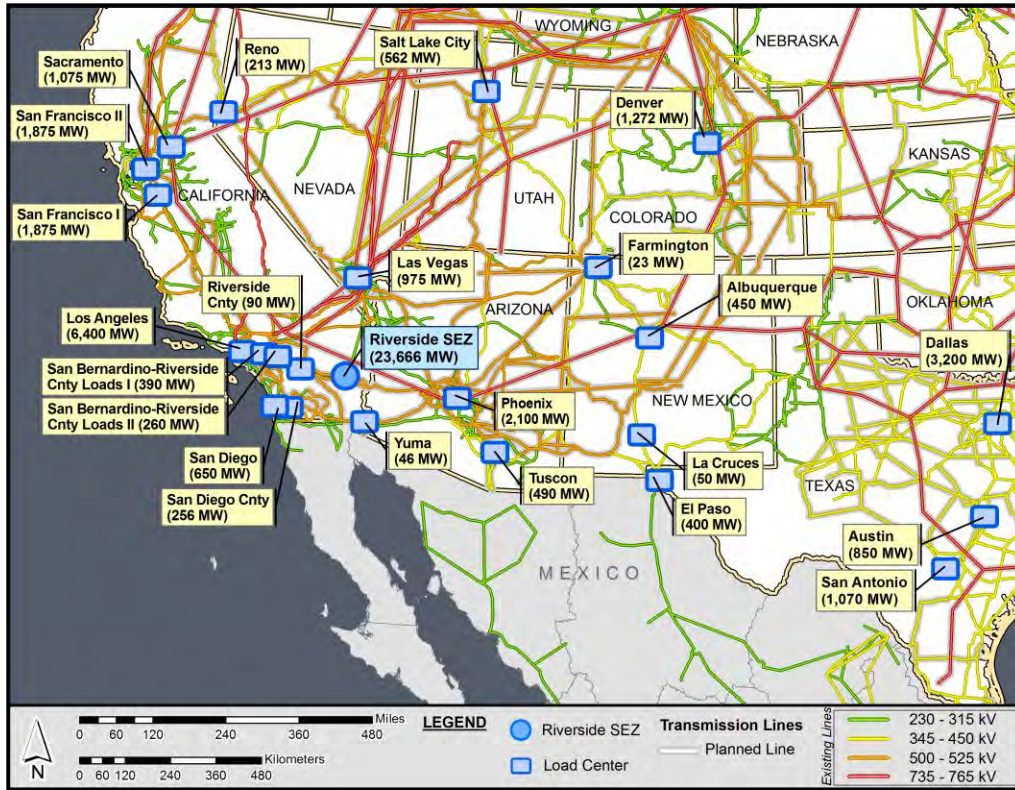 WYOMING
NEBRASKA
Salt Lake City
(562 MW)
Reno
(213 MW)
Sacramento
(1,075 MW)
San Francisco II
(1,875 MW)
Denver
(1,272 MW)
KANSAS
CALIFORNIA
NEVADA
UTAH
COLORADO
San Francisco I
(1,875 MW)
Las Vegas
(975 MW)
Farmington
(23 MW)
Riverside
Cnty (90 MW)
ARIZONA
Albuquerque
(450 MW)
OKLAHOMA
Los Angeles
(6,400 MW)
Riverside SEZ
(23,666 MW)
Dallas
(3,200 MW)
San Bernardino-Riverside
Cnty Loads I (390 MW)
San Bernardino-Riverside
Cnty Loads II (260 MW)
Phoenix
(2,100 MW)
NEW MEXICO
San Diego
(650 MW)
Yuma
(46 MW)
La Cruces
(50 MW)
Tuscon
(490 MW)
TEXAS
San Diego Cnty
(256 MW)
El Paso
(400 MW)
Austin
(850 MW)
MEXICO
San Antonio
(1,070 MW)
N
Miles
0 60 120 240 360 480
Kilometers
0 60 120 240 360 480
LEGEND
Riverside SEZ
Load Center
Transmission Lines
Planned Line
Existing Lines
230 - 315 kV
345 - 450 kV
500 - 525 kV
735 - 765 kV